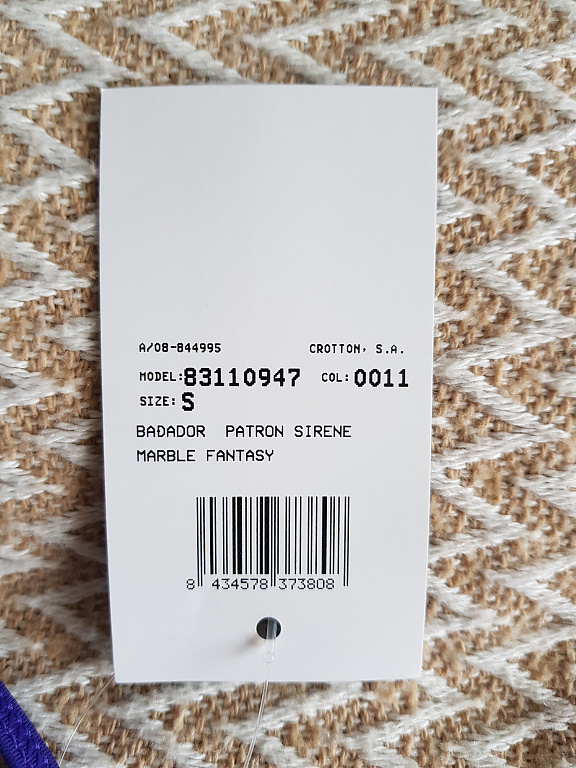 A/08-844995 CROTTON, S.A.
MODEL:83110947 COL:0011
SIZE:S
BAĐADOR PATRON SIRENE
MARBLE FANTASY
8 434578 373808